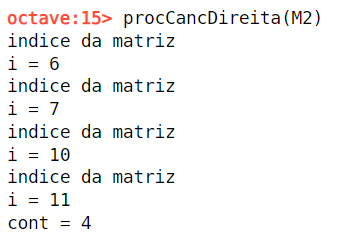 octave:15> procCancDireita(M2)
indice da matriz
i = 6
indice da matriz
i = 7
indice da matriz
i = 10
indice da matriz
i = 11
cont = 4